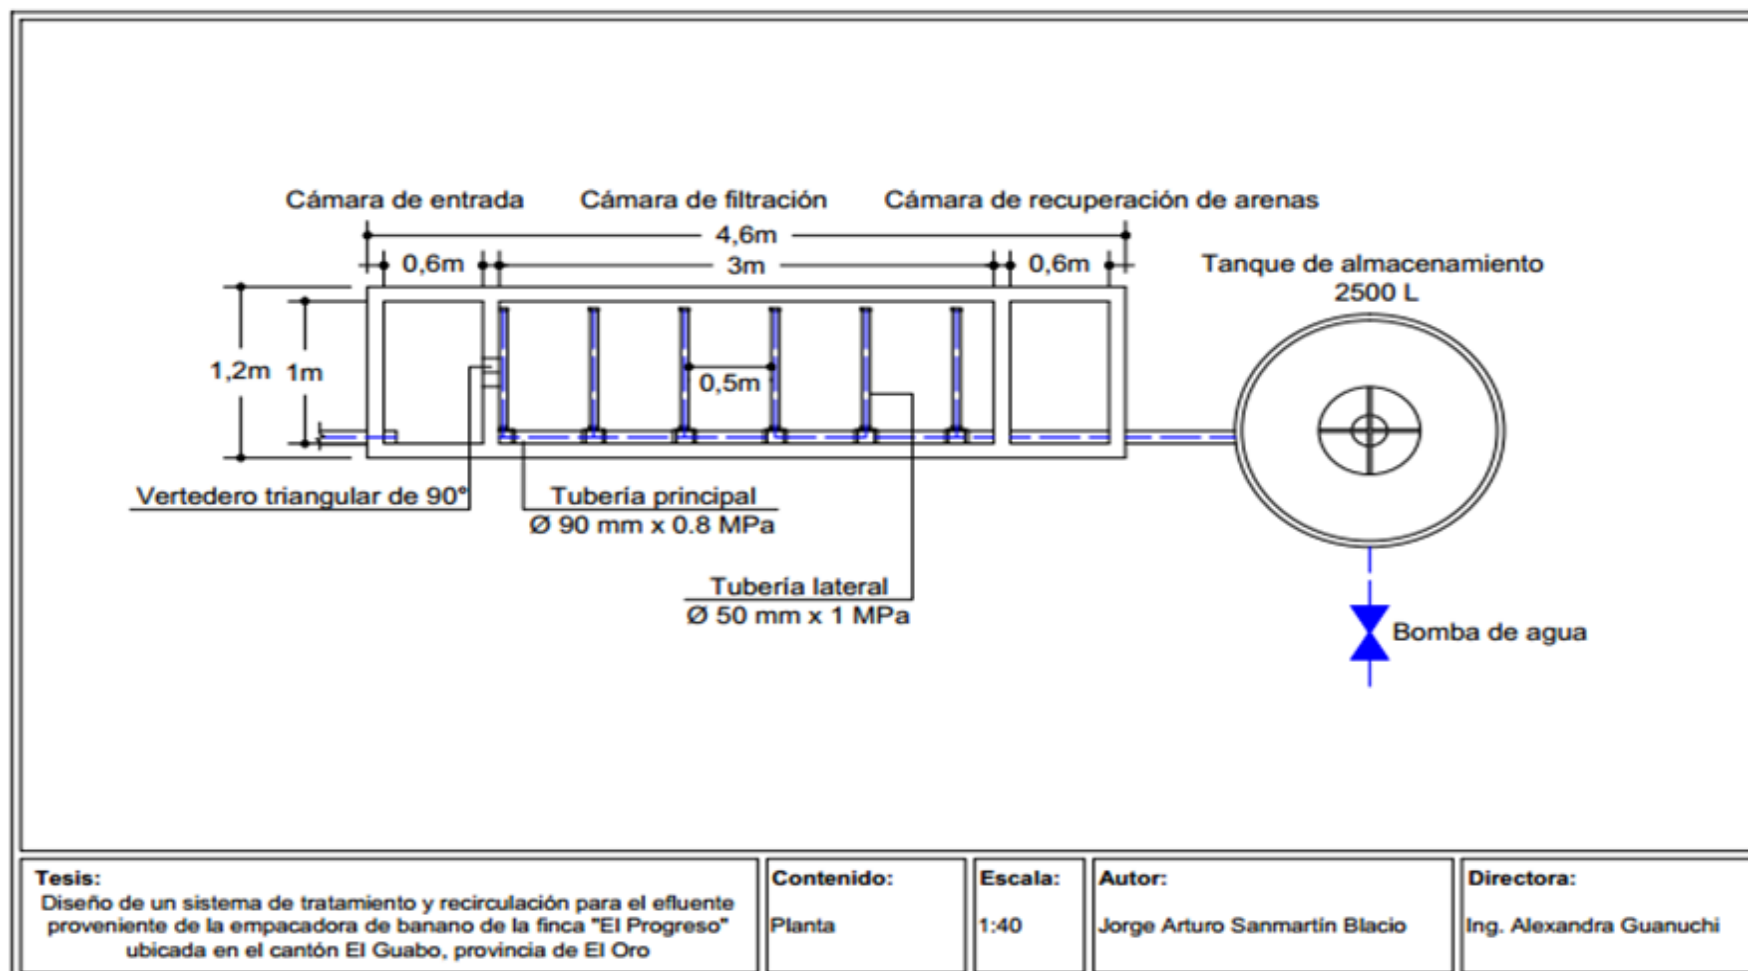 Cámara de entrada
Cámara de filtración
Cámara de recuperación de arenas
4,6m
0,6m
3m
0,6m
Tanque de almacenamiento
2500 L
1,2m
1m
0,5m
Vertedero triangular de 90°
Tubería principal
Ø 90 mm x 0.8 MPa
Tubería lateral
Ø 50 mm x 1 MPa
Bomba de agua
Tesis:
Diseño de un sistema de tratamiento y recirculación para el efluente
proveniente de la empacadora de banano de la finca "El Progreso"
ubicada en el cantón El Guabo, provincia de El Oro
Contenido:
Planta
Escala:
1:40
Autor:
Jorge Arturo Sanmartín Blacio
Directora:
Ing. Alexandra Guanuchi